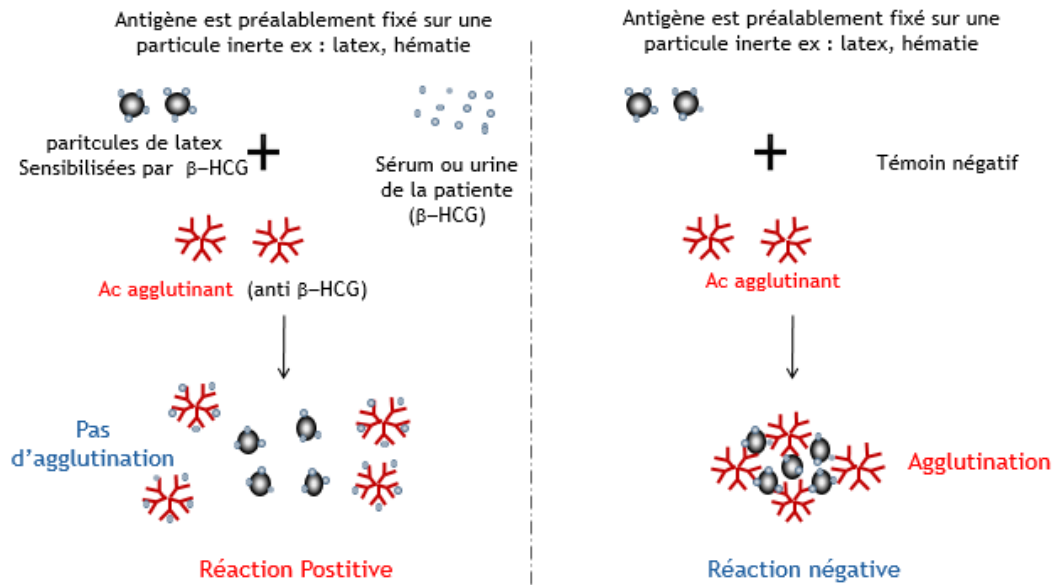 Antigène est préalablement fixé sur une
particule inerte ex : latex, hématie
paritcules de latex
Sensibilisées par β–HCG
+
Sérum ou urine
de la patiente
(β–HCG)
Ac agglutinant (anti β–HCG)
Pas
d'agglutination
Réaction Postitive
Antigène est préalablement fixé sur une
particule inerte ex : latex, hématie
+
Témoin négatif
Ac agglutinant
Agglutination
Réaction négative